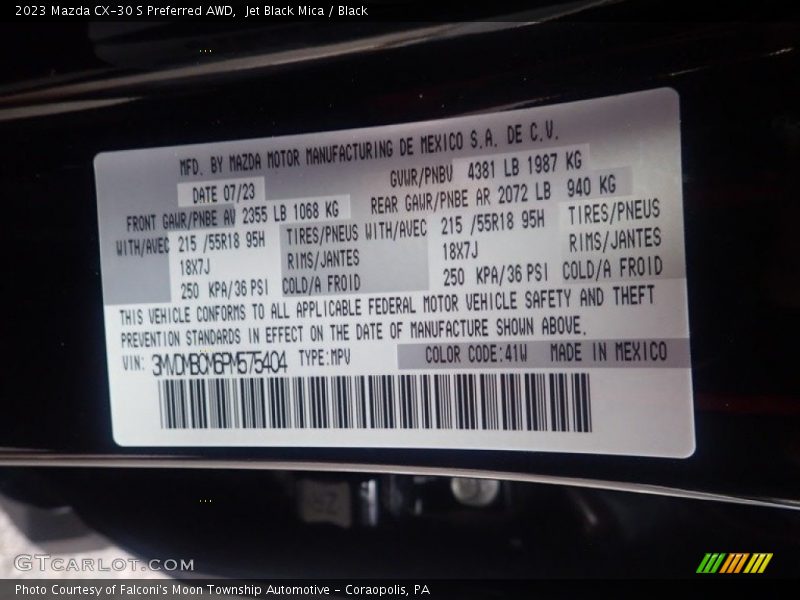 2023 Mazda CX-30 S Preferred AWD, Jet Black Mica / Black
MFD. BY MAZDA MOTOR MANUFACTURING DE MEXICO S.A. DE C.V.
DATE 07/23 GVWR/PNBV 4381 LB 1987 KG
FRONT GAWR/PNBE AV 2355 LB 1068 KG REAR GAWR/PNBE AR 2072 LB 940 KG
WITH/AVEC 215 /55R18 95H TIRES/PNEUS WITH/AVEC 215 /55R18 95H TIRES/PNEUS
18X7J RIMS/JANTES 18X7J RIMS/JANTES
250 KPA/36 PSI COLD/A FROID 250 KPA/36 PSI COLD/A FROID
THIS VEHICLE CONFORMS TO ALL APPLICABLE FEDERAL MOTOR VEHICLE SAFETY AND THEFT
PREVENTION STANDARDS IN EFFECT ON THE DATE OF MANUFACTURE SHOWN ABOVE.
VIN: 3MVDMBCM6PM575404 TYPE:MPV COLOR CODE:41W MADE IN MEXICO
GTCARLOT.COM
Photo Courtesy of Falconi's Moon Township Automotive - Coraopolis, PA